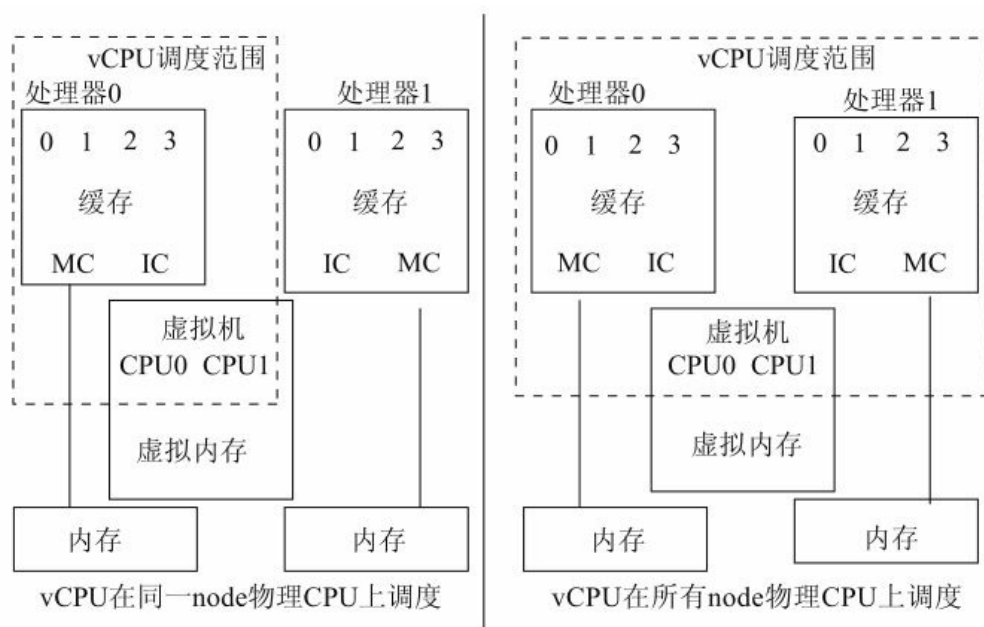 vCPU调度范围
处理器0
处理器1
0 1 2 3
缓存
MC IC
0 1 2 3
缓存
IC MC
虚拟机
CPU0 CPU1
虚拟内存
内存
内存
vCPU在同一node物理CPU上调度
vCPU调度范围
处理器0
处理器1
0 1 2 3
缓存
MC IC
0 1 2 3
缓存
IC MC
虚拟机
CPU0 CPU1
虚拟内存
内存
内存
vCPU在所有node物理CPU上调度